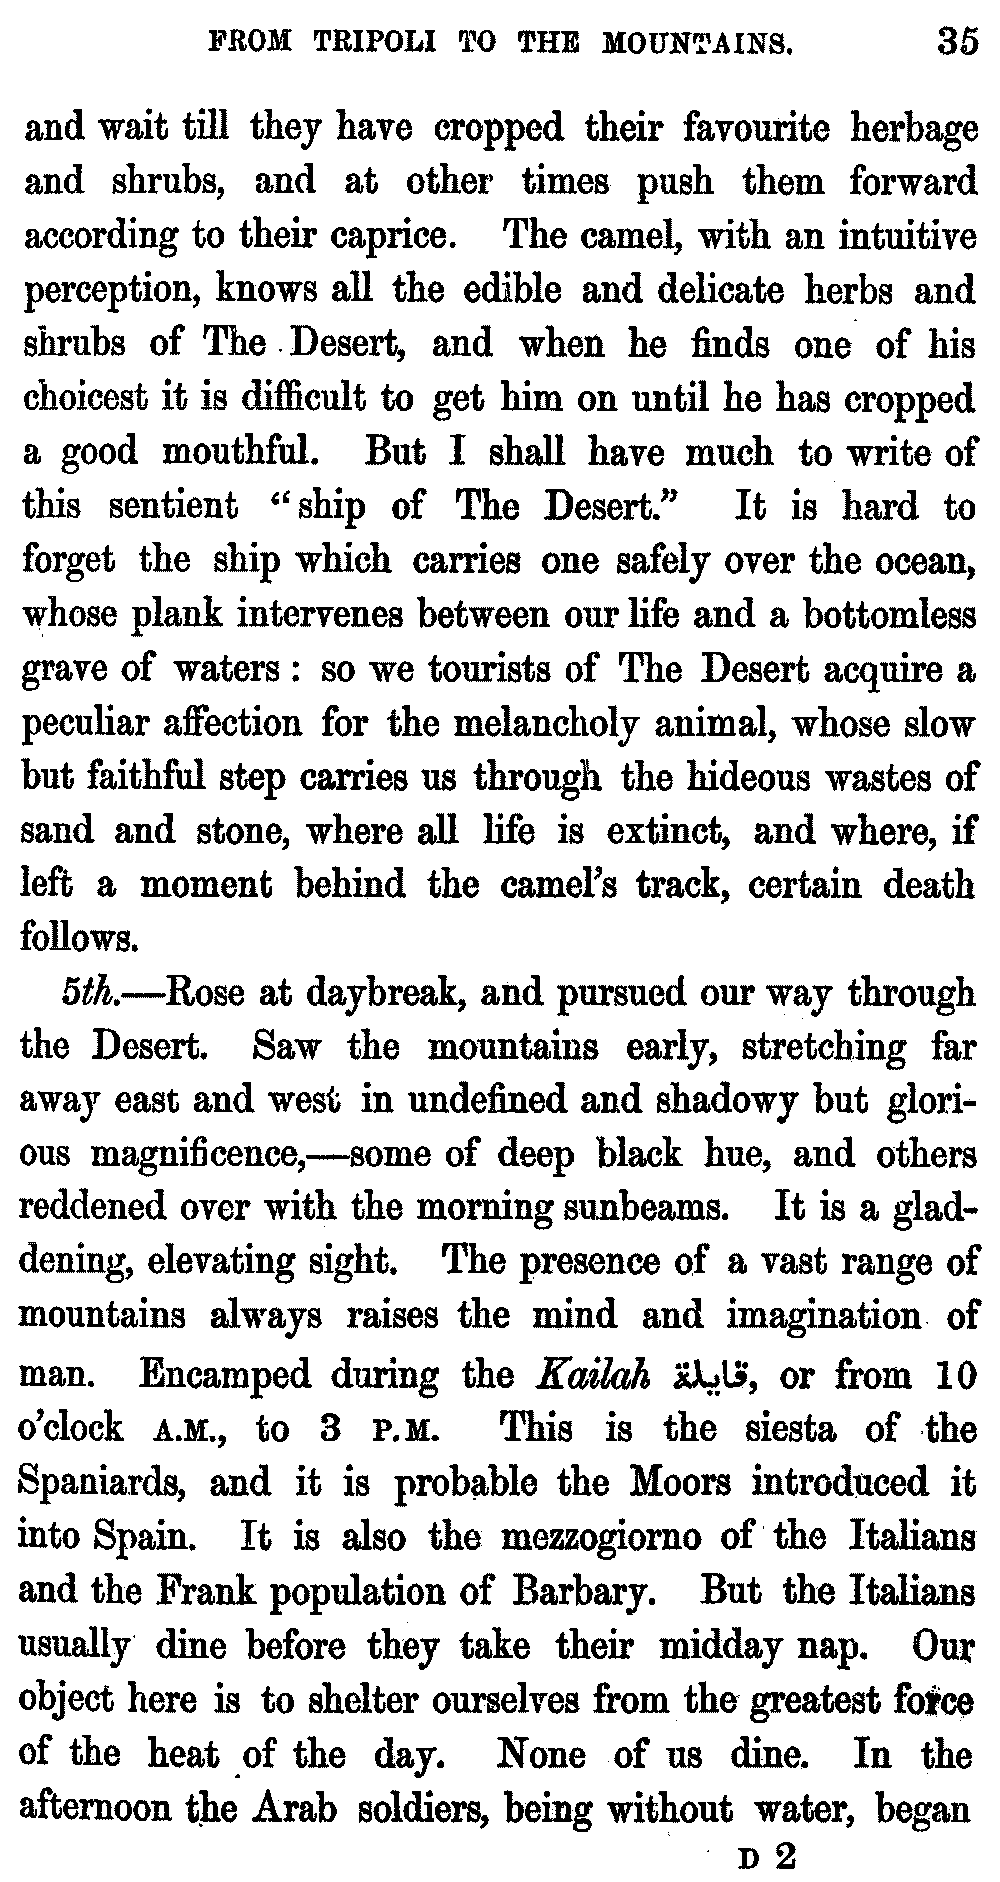 FROM TRIPOLI TO THE MOUNTAINS. 35
and wait till they have cropped their favourite herbage
and shrubs, and at other times push them forward
according to their caprice. The camel, with an intuitive
perception, knows all the edible and delicate herbs and
shrubs of The Desert, and when he finds one of his
choicest it is difficult to get him on until he has cropped
a good mouthful. But I shall have much to write of
this sentient “ship of The Desert.” It is hard to
forget the ship which carries one safely over the ocean,
whose plank intervenes between our life and a bottomless
grave of waters: so we tourists of The Desert acquire a
peculiar affection for the melancholy animal, whose slow
but faithful step carries us through the hideous wastes of
sand and stone, where all life is extinct, and where, if
left a moment behind the camel's track, certain death
follows.
5th.—Rose at daybreak, and pursued our way through
the Desert. Saw the mountains early, stretching far
away east and west in undefined and shadowy but glori-
ous magnificence,—some of deep black hue, and others
reddened over with the morning sunbeams. It is a glad-
dening, elevating sight. The presence of a vast range of
mountains always raises the mind and imagination of
man. Encamped during the Kailah قايلة, or from 10
o'clock A.M., to 3 P.M. This is the siesta of the
Spaniards, and it is probable the Moors introduced it
into Spain. It is also the mezzogiorno of the Italians
and the Frank population of Barbary. But the Italians
usually dine before they take their midday nap. Our
object here is to shelter ourselves from the greatest force
of the heat of the day. None of us dine. In the
afternoon the Arab soldiers, being without water, began
D 2